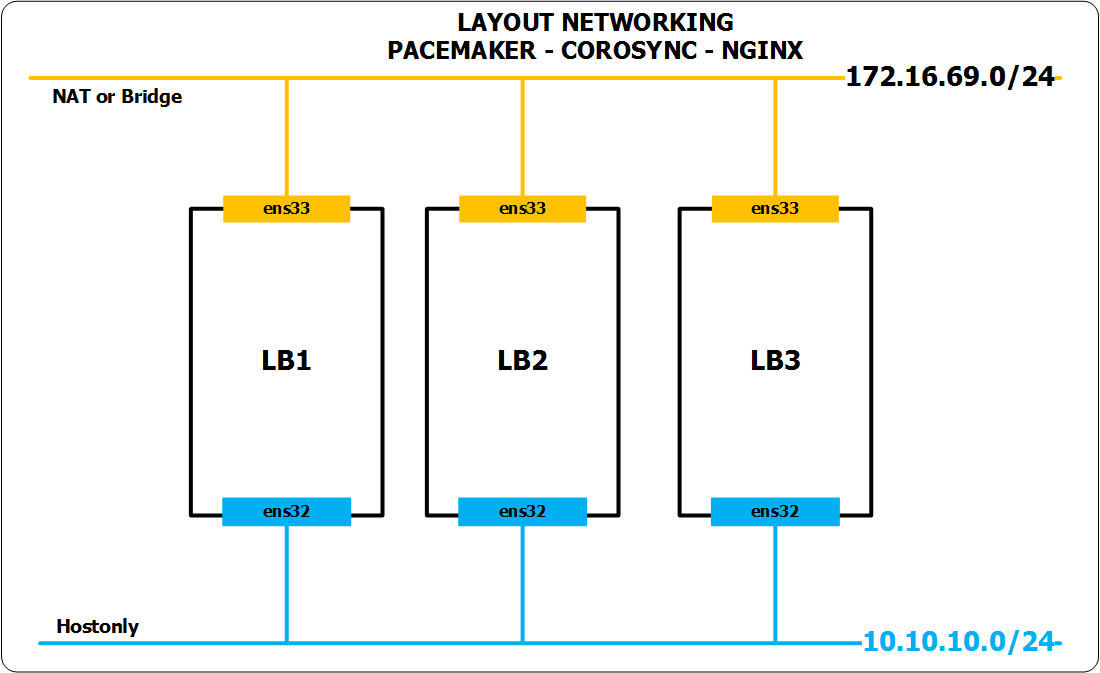 LAYOUT NETWORKING
PACEMAKER - COROSYNC - NGINX
172.16.69.0/24
NAT or Bridge
ens33
ens33
ens33
LB1
LB2
LB3
ens32
ens32
ens32
Hostonly
10.10.10.0/24